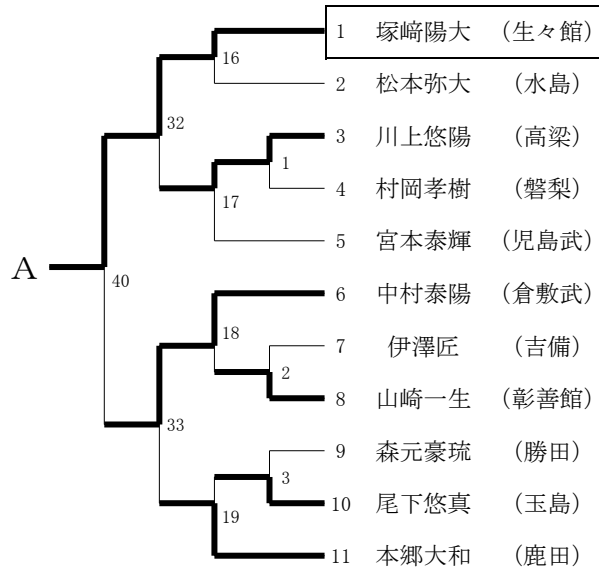 1 塚﨑陽大 （生々館）
16
2 松本弥大 （水島）
32
3 川上悠陽 （高梁）
1
4 村岡孝樹 （磐梨）
17
5 宮本泰輝 （児島武）
A
40
6 中村泰陽 （倉敷武）
18
7 伊澤匠 （吉備）
2
8 山崎一生 （彰善館）
33
9 森元豪琉 （勝田）
3
10 尾下悠真 （玉島）
19
11 本郷大和 （鹿田）